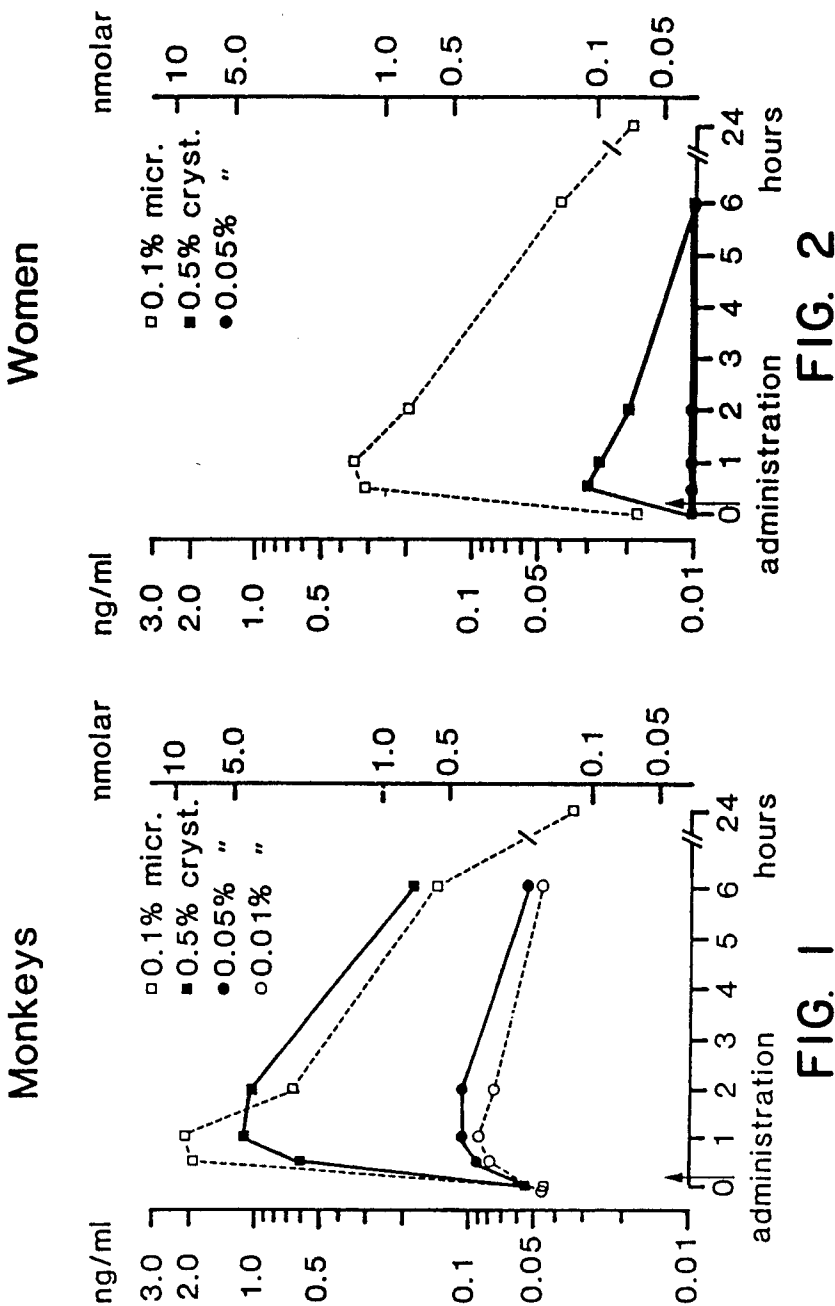 Monkeys
ng/ml
nmolar
3.0
2.0
1.0
0.5
0.1
0.05
0.01
10
5.0
1.0
0.5
0.1
0.05
□ 0.1% micr.
■ 0.5% cryst.
● 0.05% "
○ 0.01% "
0 1 2 3 4 5 6 24
administration
hours
FIG. 1
Women
ng/ml
nmolar
3.0
2.0
1.0
0.5
0.1
0.05
0.01
10
5.0
1.0
0.5
0.1
0.05
□ 0.1% micr.
■ 0.5% cryst.
● 0.05% "
0 1 2 3 4 5 6 24
administration
hours
FIG. 2